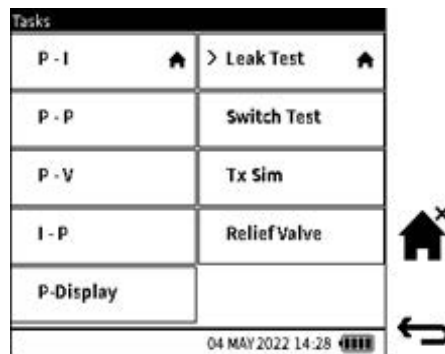 Tasks
P - I
> Leak Test
P - P
Switch Test
P - V
Tx Sim
I - P
Relief Valve
P-Display
04 MAY 2022 14:28